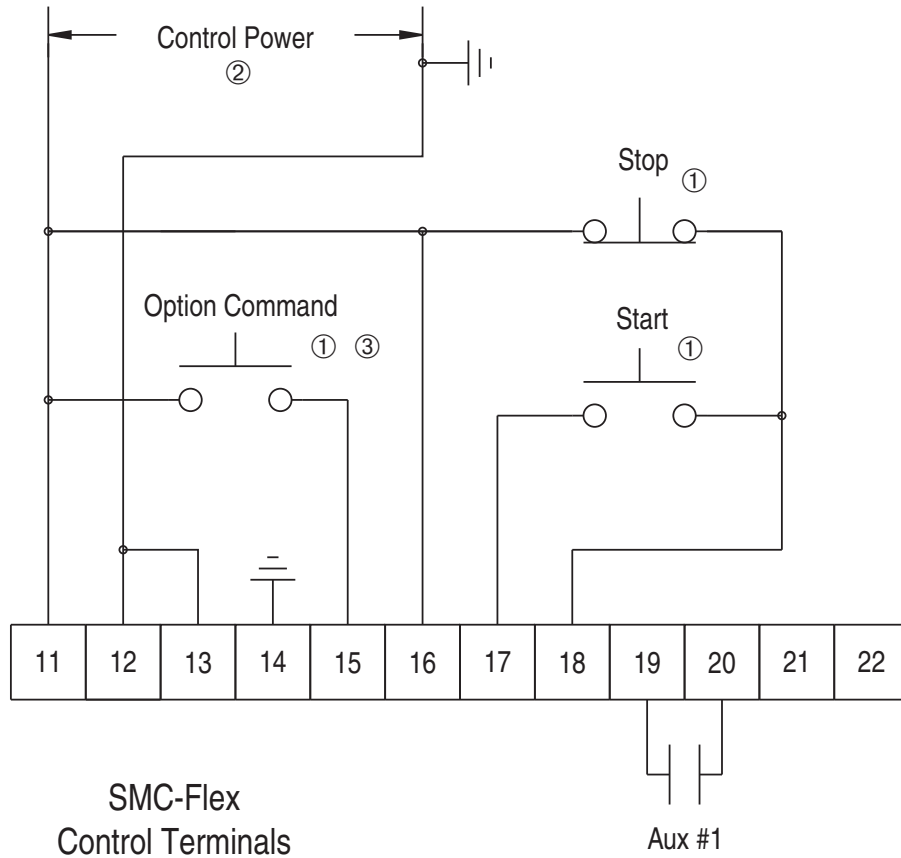 Control Power
②
Stop ①
Option Command
① ③
Start ①
11 12 13 14 15 16 17 18 19 20 21 22
SMC-Flex
Control Terminals
Aux #1